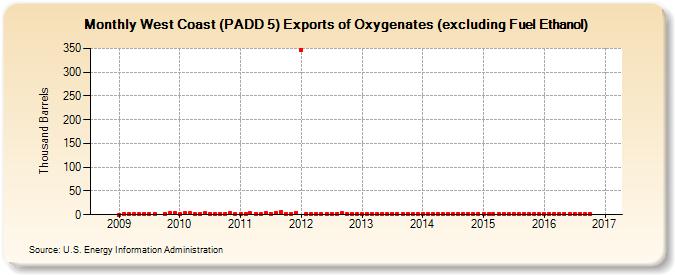 Monthly West Coast (PADD 5) Exports of Oxygenates (excluding Fuel Ethanol)
Thousand Barrels
350
300
250
200
150
100
50
0
2009 2010 2011 2012 2013 2014 2015 2016 2017
Source: U.S. Energy Information Administration